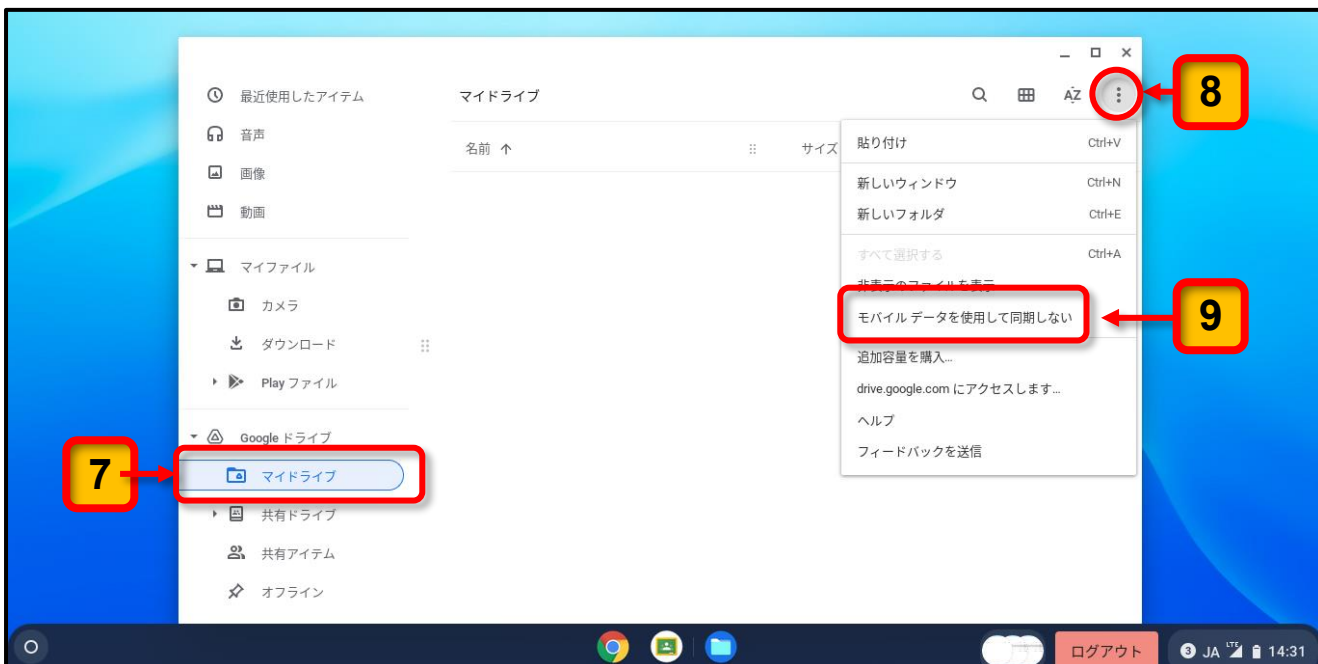 最近使用したアイテム
音声
画像
動画
マイファイル
カメラ
ダウンロード
Play ファイル
Google ドライブ
マイドライブ
共有ドライブ
共有アイテム
オフライン
7
マイドライブ
AZ
8
名前 サイズ
貼り付け Ctrl+V
新しいウィンドウ Ctrl+N
新しいフォルダ Ctrl+E
すべて選択する Ctrl+A
非表示のファイルを表示
モバイル データを使用して同期しない
9
追加容量を購入...
drive.google.com にアクセスします...
ヘルプ
フィードバックを送信
ログアウト
3 JA LTE 14:31